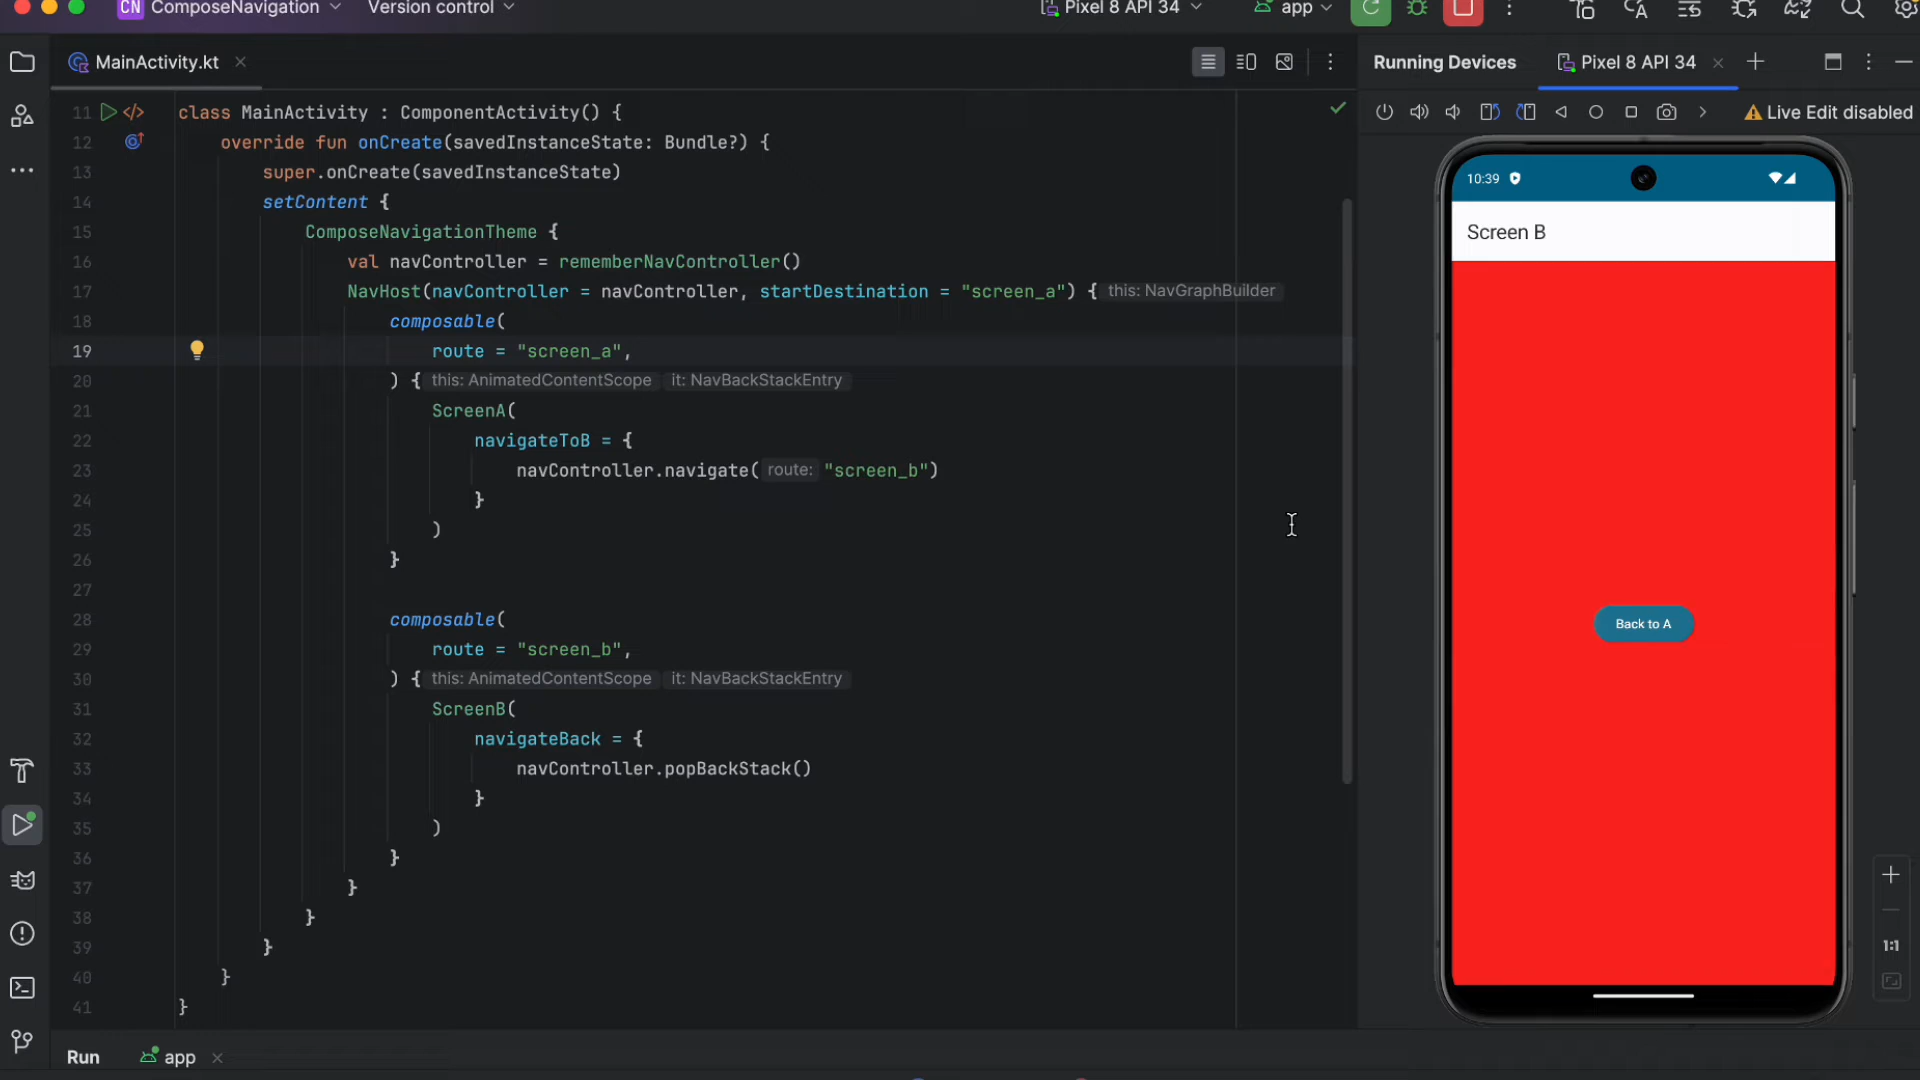 CN ComposeNavigation Version control Pixel 8 API 34 app
MainActivity.kt
Running Devices Pixel 8 API 34
Live Edit disabled
11 class MainActivity : ComponentActivity() {
12 override fun onCreate(savedInstanceState: Bundle?) {
13 super.onCreate(savedInstanceState)
14 setContent {
15 ComposeNavigationTheme {
16 val navController = rememberNavController()
17 NavHost(navController = navController, startDestination = "screen_a") { this: NavGraphBuilder
18 composable(
19 route = "screen_a",
20 ) { this: AnimatedContentScope it: NavBackStackEntry
21 ScreenA(
22 navigateToB = {
23 navController.navigate( route: "screen_b")
24 }
25 )
26 }
27
28 composable(
29 route = "screen_b",
30 ) { this: AnimatedContentScope it: NavBackStackEntry
31 ScreenB(
32 navigateBack = {
33 navController.popBackStack()
34 }
35 )
36 }
37 }
38 }
39 }
40 }
41 }
10:39
Screen B
Back to A
1:1
Run app